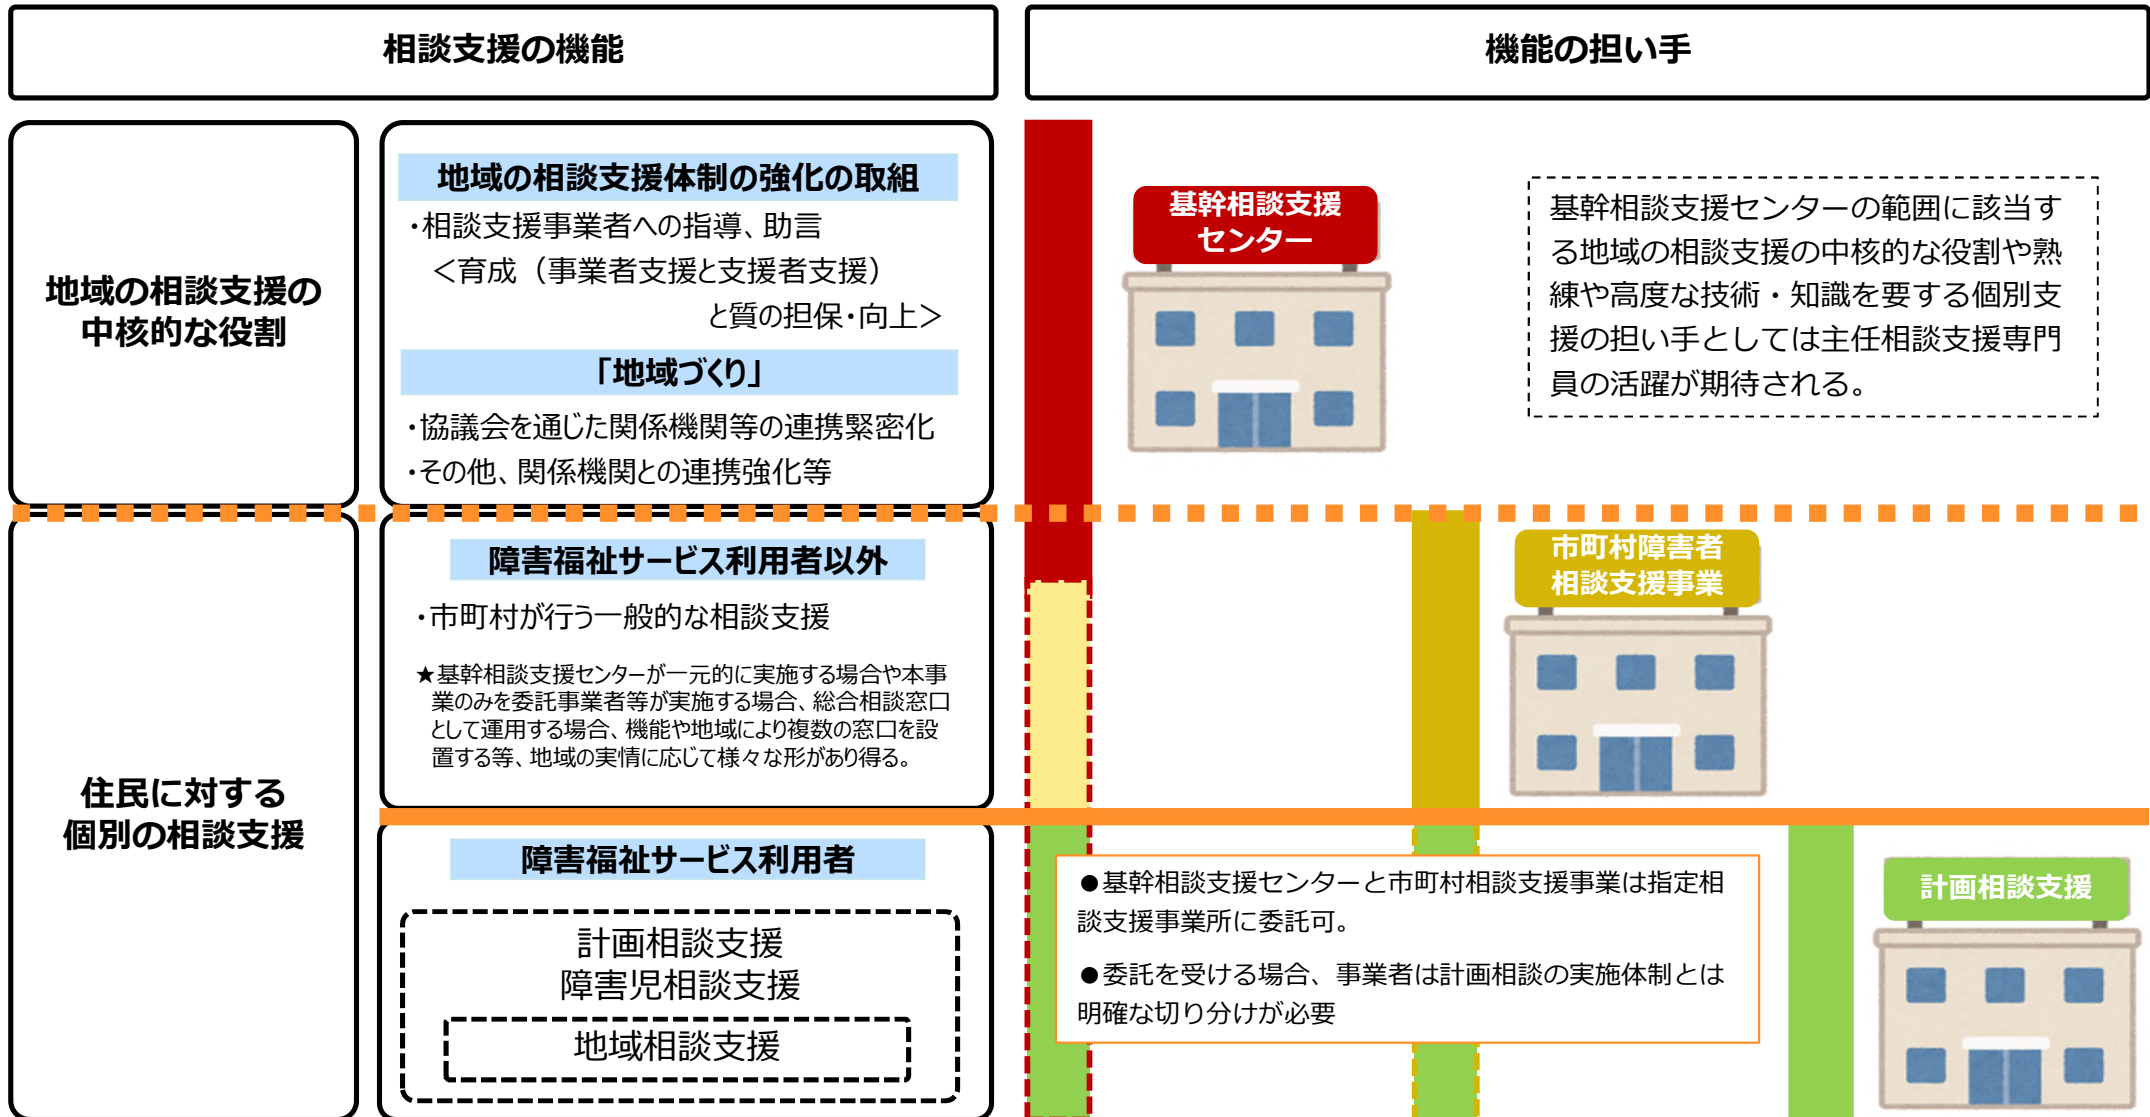 相談支援の機能
機能の担い手
地域の相談支援の
中核的な役割
地域の相談支援体制の強化の取組
・相談支援事業者への指導、助言
＜育成（事業者支援と支援者支援）
と質の担保・向上＞
「地域づくり」
・協議会を通じた関係機関等の連携緊密化
・その他、関係機関との連携強化等
基幹相談支援
センター
基幹相談支援センターの範囲に該当す
る地域の相談支援の中核的な役割や熟
練や高度な技術・知識を要する個別支
援の担い手としては主任相談支援専門
員の活躍が期待される。
住民に対する
個別の相談支援
障害福祉サービス利用者以外
・市町村が行う一般的な相談支援
★基幹相談支援センターが一元的に実施する場合や本事
業のみを委託事業者等が実施する場合、総合相談窓口
として運用する場合、機能や地域により複数の窓口を設
置する等、地域の実情に応じて様々な形があり得る。
市町村障害者
相談支援事業
障害福祉サービス利用者
計画相談支援
障害児相談支援
地域相談支援
●基幹相談支援センターと市町村相談支援事業は指定相
談支援事業所に委託可。
●委託を受ける場合、事業者は計画相談の実施体制とは
明確な切り分けが必要
計画相談支援